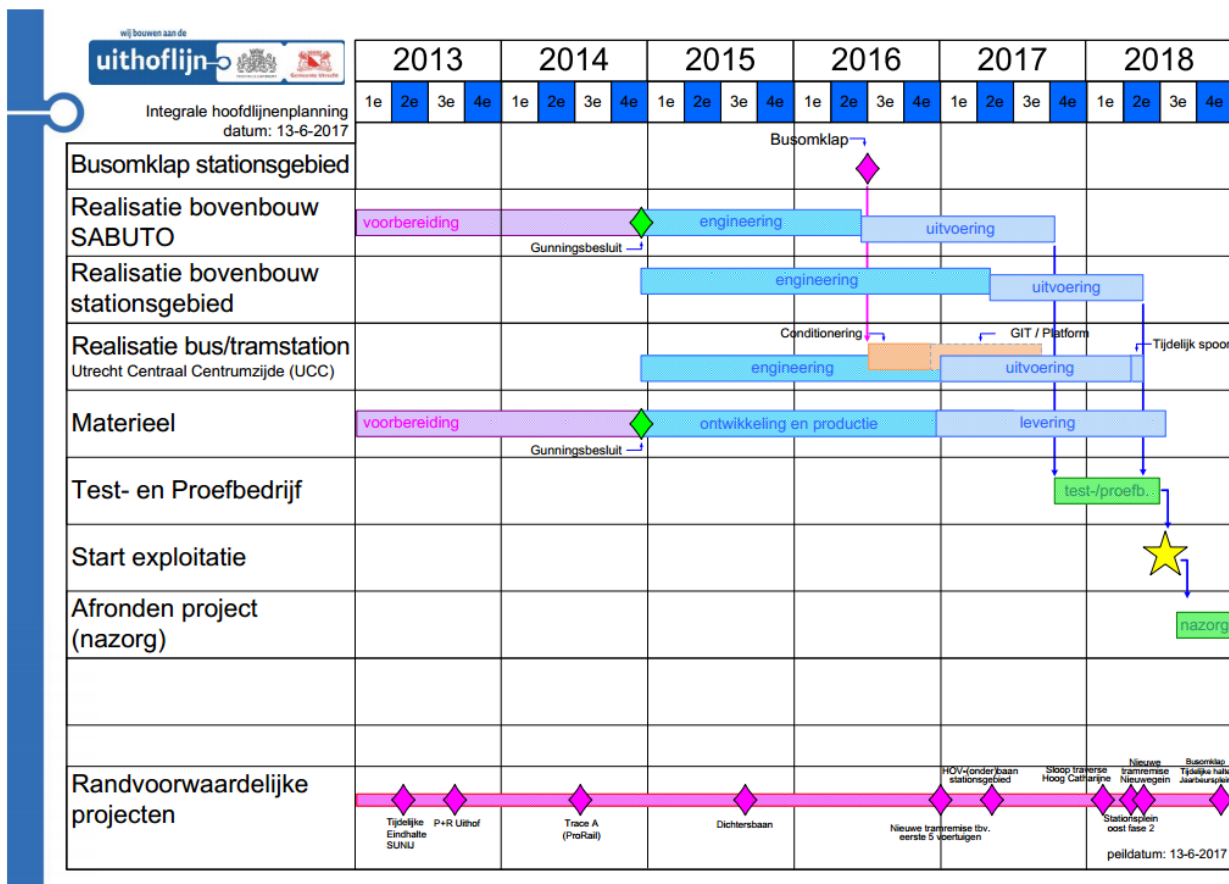 wij bouwen aan de
uithoflijn
Gemeente Utrecht
2013 2014 2015 2016 2017 2018
Integrale hoofdlijnenplanning
datum: 13-6-2017
1e 2e 3e 4e 1e 2e 3e 4e 1e 2e 3e 4e 1e 2e 3e 4e 1e 2e 3e 4e 1e 2e 3e 4e
Busomklap
Busomklap stationsgebied
Realisatie bovenbouw
SABUTO
voorbereiding
engineering
uitvoering
Gunningsbesluit
Realisatie bovenbouw
stationsgebied
engineering
uitvoering
Realisatie bus/tramstation
Utrecht Centraal Centrumzijde (UCC)
Conditionering
GIT / Platform
Tijdelijk spoor
engineering
uitvoering
Materieel
voorbereiding
ontwikkeling en productie
levering
Gunningsbesluit
Test- en Proefbedrijf
test-/proefb.
Start exploitatie
Afronden project
(nazorg)
nazorg
Randvoorwaardelijke
projecten
Tijdelijke
Eindhalte
SUNIJ
P+R Uithof
Trace A
(ProRail)
Dichtersbaan
Nieuwe tramremise tbv.
eerste 5 voertuigen
HOV-(onder)baan
stationsgebied
Sloop traverse
Hoog Catharijne
Stationsplein
oost fase 2
Nieuwe
tramremise
Nieuwegein
Busomklap
Tijdelijke halte
Jaarbeursplein
peildatum: 13-6-2017